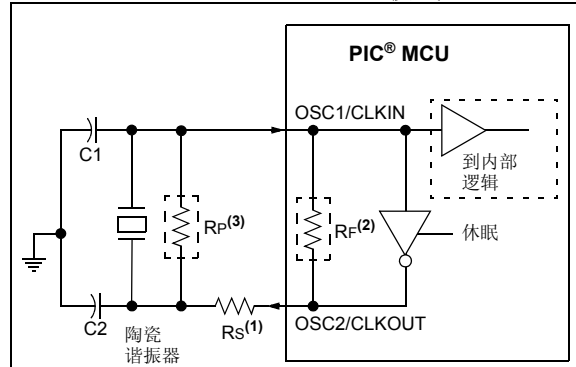 PIC® MCU
OSC1/CLKIN
C1
到内部
逻辑
RP(3)
RF(2)
休眠
C2
陶瓷
谐振器
RS(1)
OSC2/CLKOUT